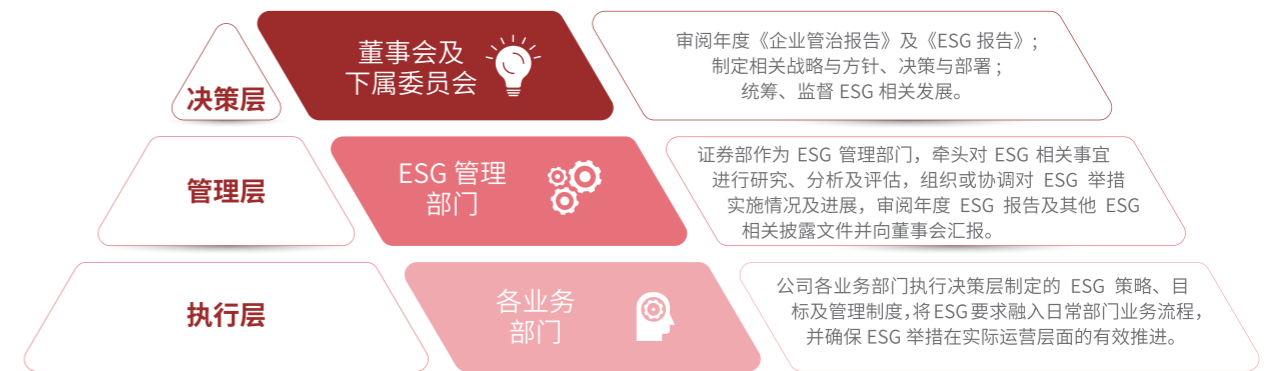 决策层
董事会及
下属委员会
审阅年度《企业管治报告》及《ESG 报告》;
制定相关战略与方针、决策与部署;
统筹、监督 ESG 相关发展。
管理层
ESG 管理
部门
证券部作为 ESG 管理部门，牵头对 ESG 相关事宜
进行研究、分析及评估，组织或协调对 ESG 举措
实施情况及进展，审阅年度 ESG 报告及其他 ESG
相关披露文件并向董事会汇报。
执行层
各业务
部门
公司各业务部门执行决策层制定的 ESG 策略、目
标及管理制度，将ESG要求融入日常部门业务流程，
并确保 ESG 举措在实际运营层面的有效推进。